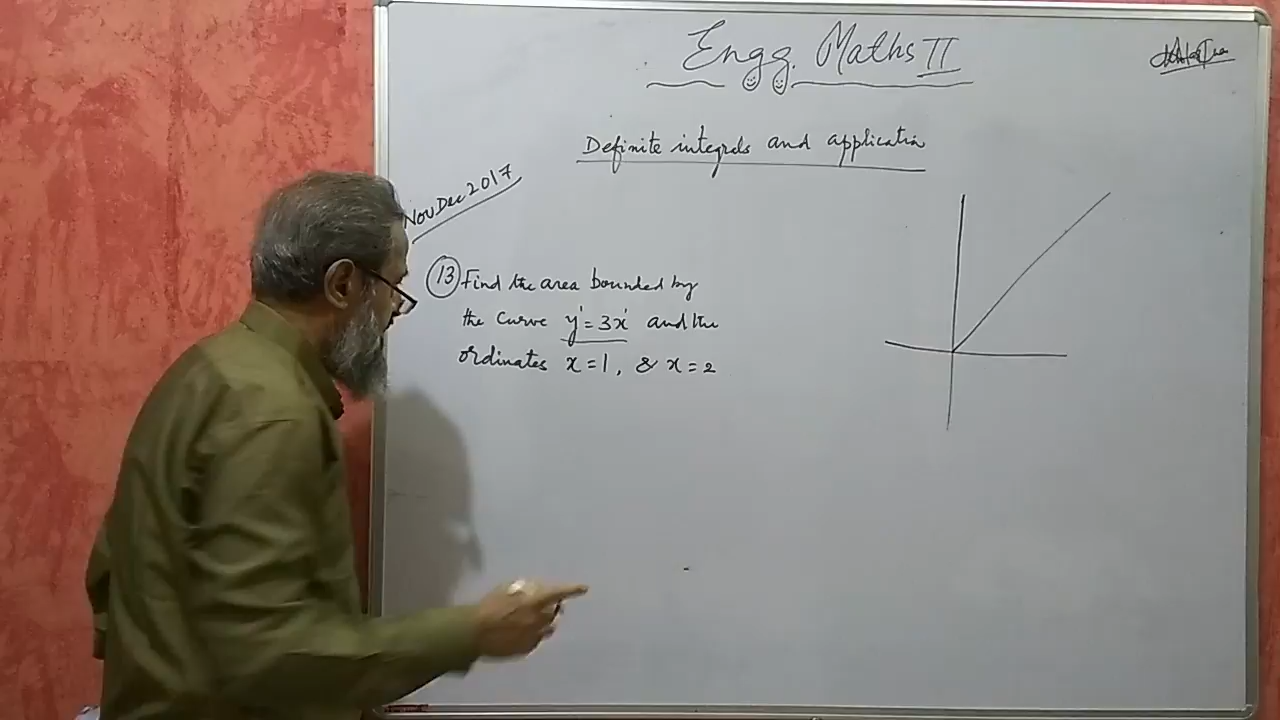 Engg. Maths II
Definite integrals and applicatin
Nov Dec 2017
13 Find the area bounded by
the curve y' = 3x' and the
ordinates x = 1, & x = 2